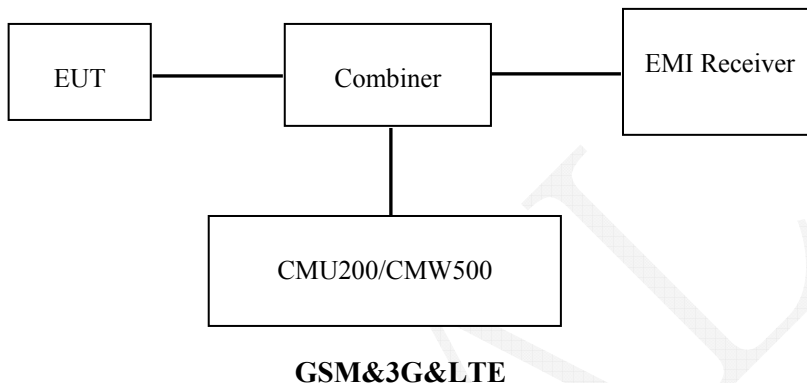 EUT
Combiner
EMI Receiver
CMU200/CMW500
GSM&3G&LTE